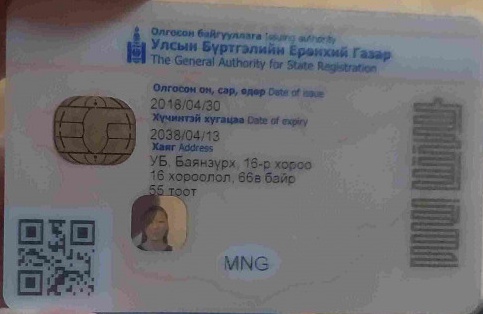 Олгосон байгууллага Issuing authority
Улсын Бүртгэлийн Ерөнхий Газар
The General Authority for State Registration
Олгосон он, сар, өдөр Date of issue
2018/04/30
Хүчинтэй хугацаа Date of expiry
2038/04/13
Хаяг Address
УБ. Баянзүрх, 16-р хороо
16 хороолол, 66в байр
55 тоот
MNG